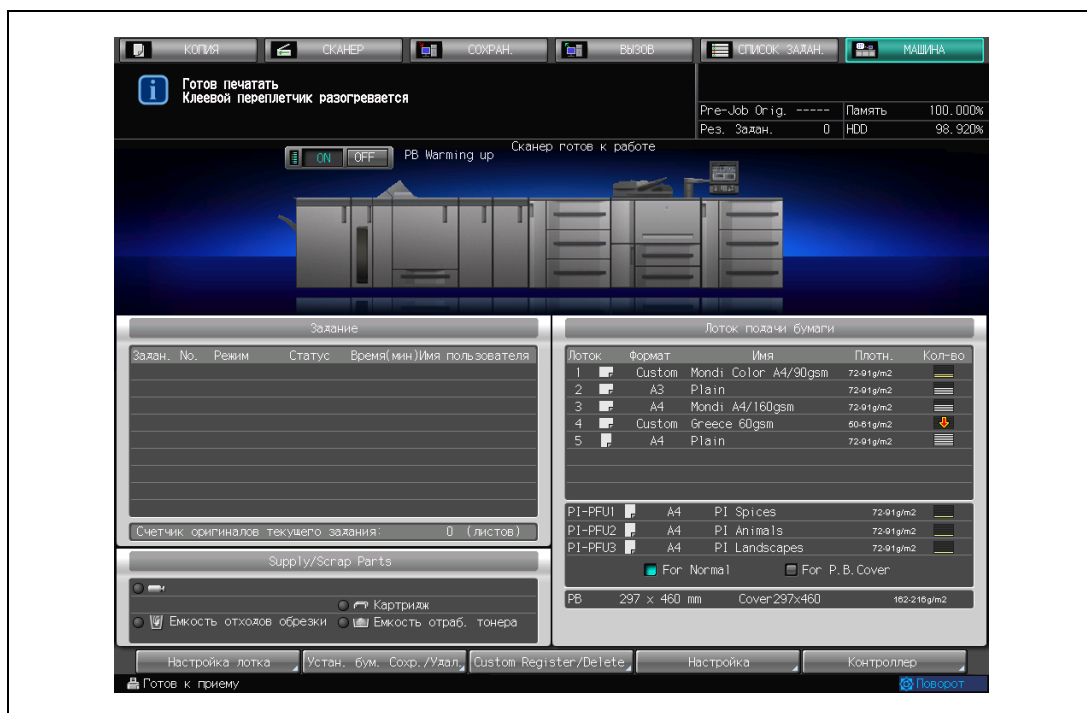 КОПИЯ СКАНЕР СОХРАН. ВЫЗОВ СПИСОК ЗАДАН. МАШИНА
Готов печатать
Клеевой переплетчик разогревается
Pre-Job Orig. ----- Память 100.000%
Рез. Задан. 0 HDD 98.920%
ON OFF PB Warming up Сканер готов к работе
Задание
Задан. No. Режим Статус Время(мин) Имя пользователя
Счетчик оригиналов текущего задания: 0 (листов)
Supply/Scrap Parts
Картридж
Емкость отходов обрезки Емкость отраб. тонера
Лоток подачи бумаги
Лоток Формат Имя Плотн. Кол-во
1 Custom Mondi Color A4/90gsm 72-91g/m2
2 A3 Plain 72-91g/m2
3 A4 Mondi A4/160gsm 72-91g/m2
4 Custom Greece 60gsm 50-61g/m2
5 A4 Plain 72-91g/m2
PI-PFU1 A4 PI Spices 72-91g/m2
PI-PFU2 A4 PI Animals 72-91g/m2
PI-PFU3 A4 PI Landscapes 72-91g/m2
For Normal For P.B.Cover
PB 297 × 460 mm Cover297x460 162-216g/m2
Настройка лотка Устан. бум. Сохр./Удал. Custom Register/Delete Настройка Контроллер
Готов к приему Поворот